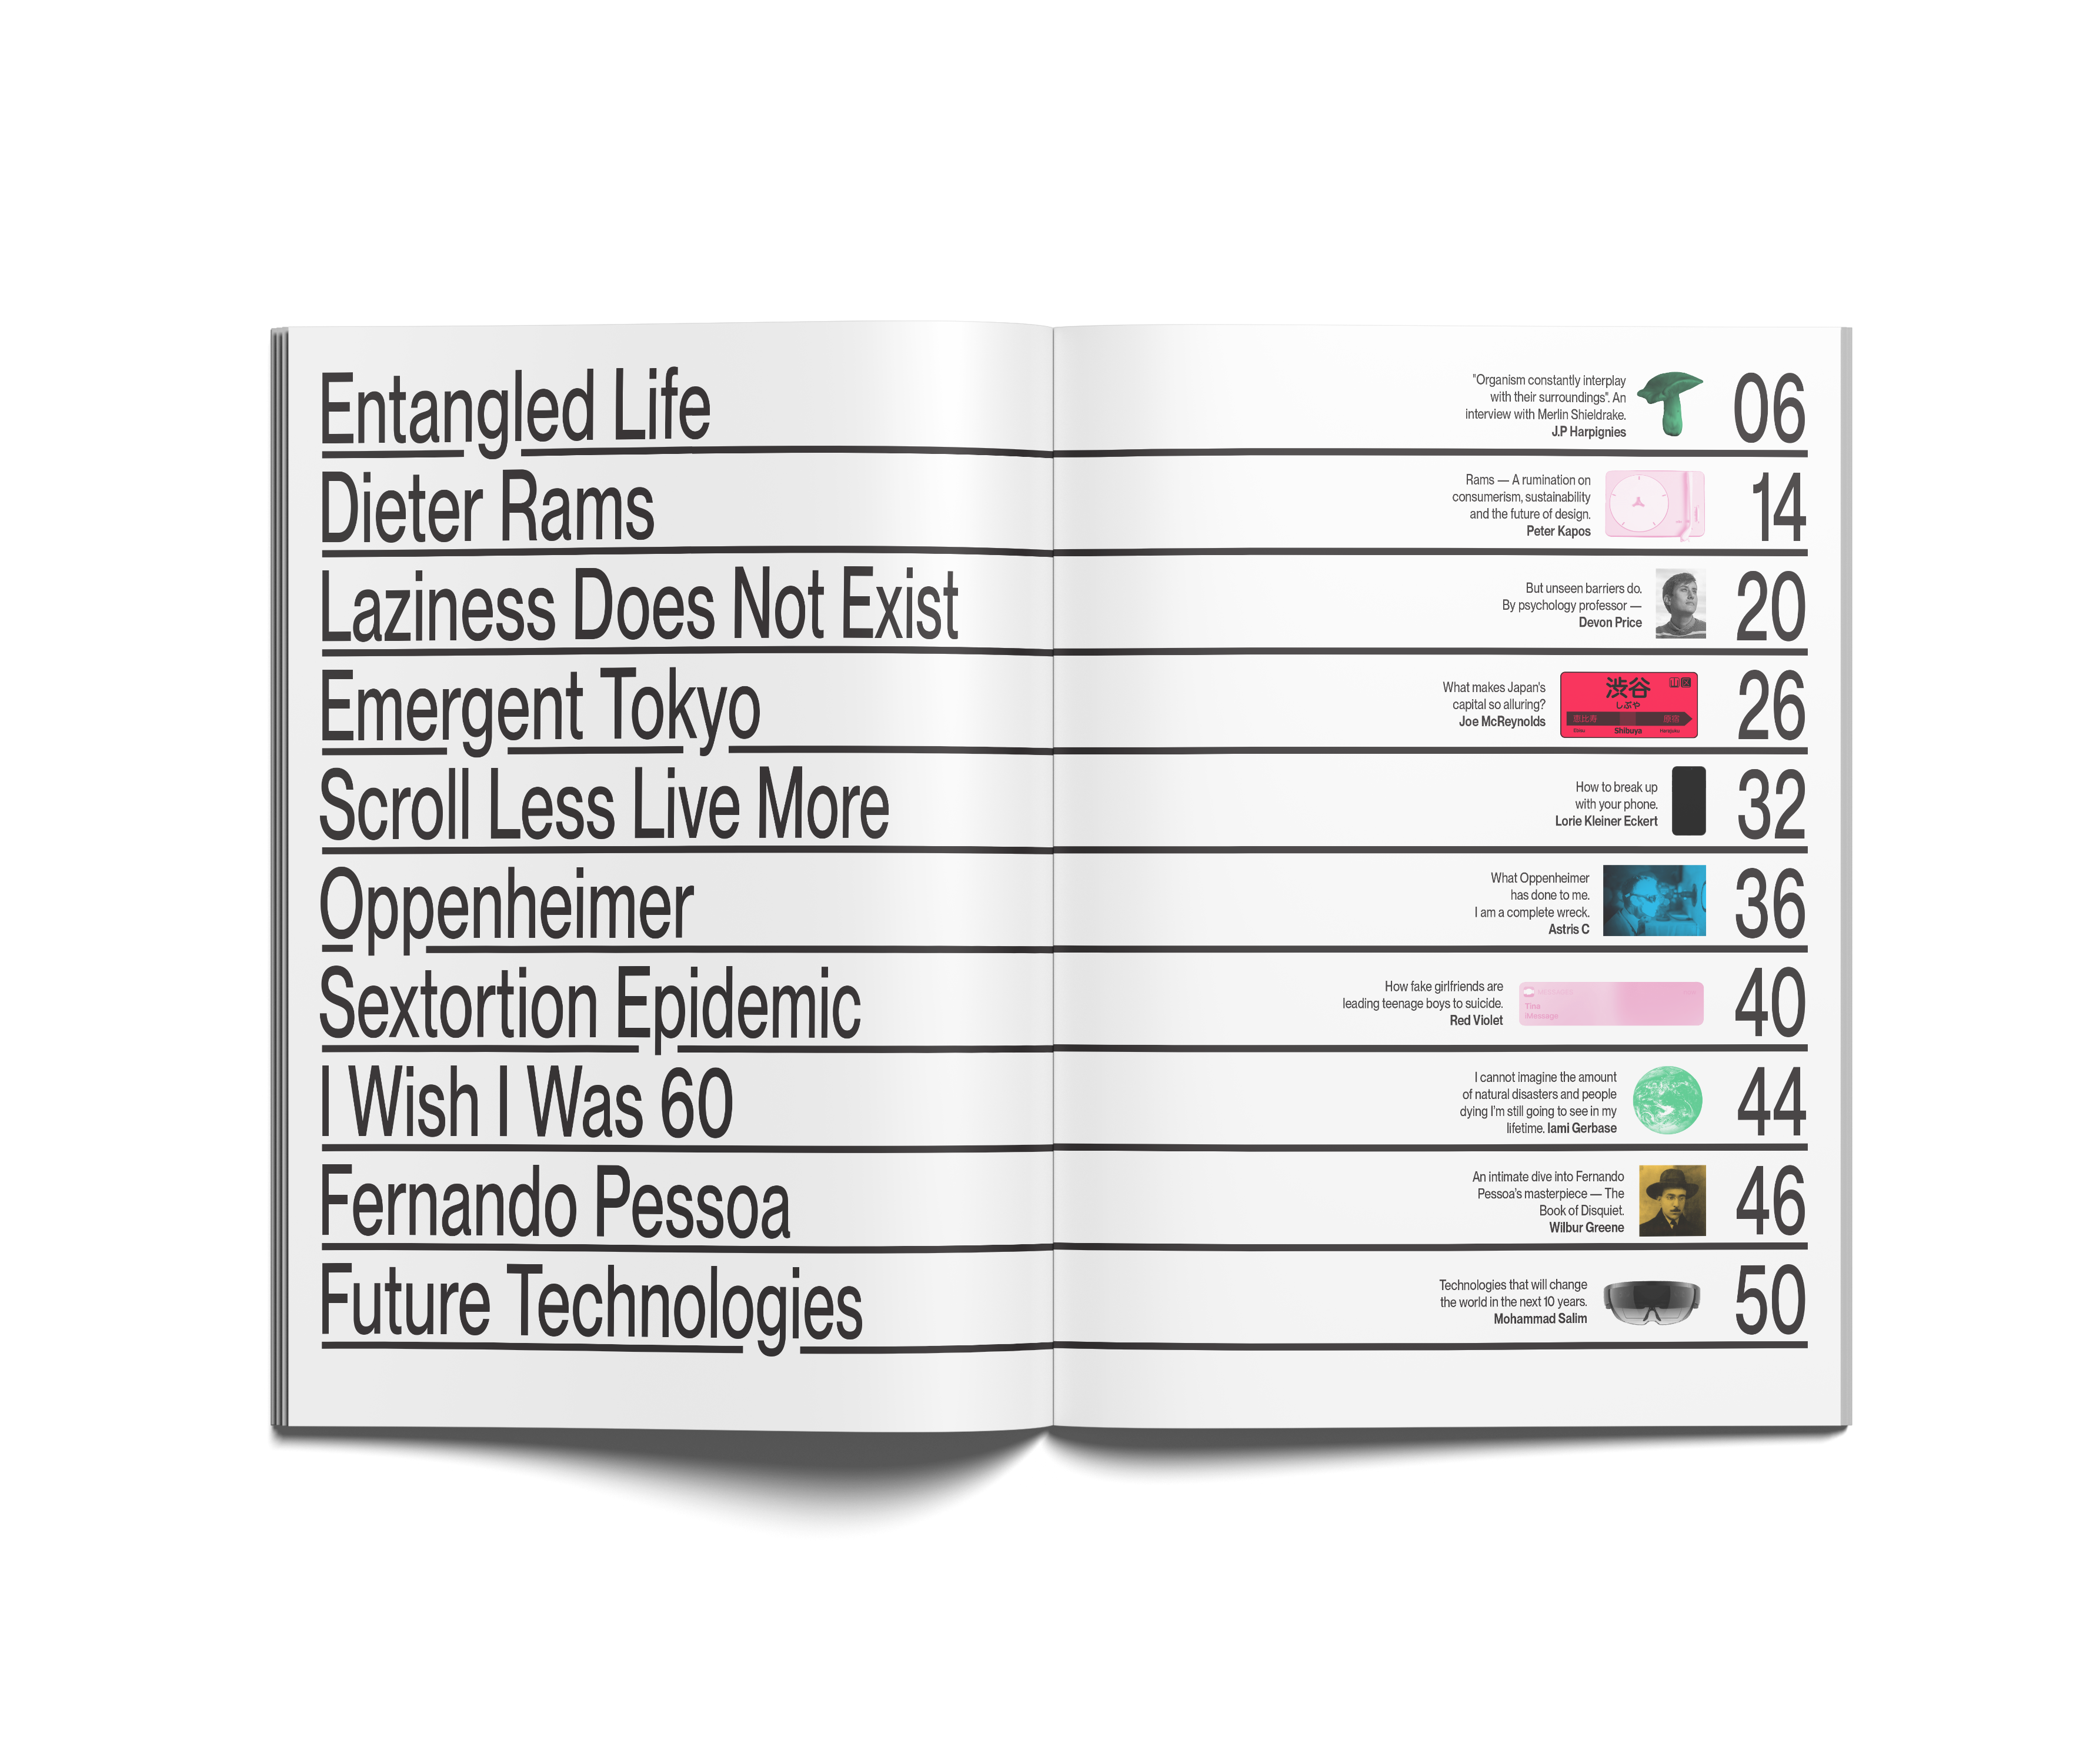 Entangled Life
"Organism constantly interplay
with their surroundings". An
interview with Merlin Shieldrake.
J.P Harpignies
06
Dieter Rams
Rams — A rumination on
consumerism, sustainability
and the future of design.
Peter Kapos
14
Laziness Does Not Exist
But unseen barriers do.
By psychology professor —
Devon Price
20
Emergent Tokyo
What makes Japan's
capital so alluring?
Joe McReynolds
渋谷
しぶや
恵比寿
Shibuya
Harajuku
26
Scroll Less Live More
How to break up
with your phone.
Lorie Kleiner Eckert
32
Oppenheimer
What Oppenheimer
has done to me.
I am a complete wreck.
Astris C
36
Sextortion Epidemic
How fake girlfriends are
leading teenage boys to suicide.
Red Violet
Tina
iMessage
40
I Wish I Was 60
I cannot imagine the amount
of natural disasters and people
dying I'm still going to see in my
lifetime. Iami Gerbase
44
Fernando Pessoa
An intimate dive into Fernando
Pessoa's masterpiece — The
Book of Disquiet.
Wilbur Greene
46
Future Technologies
Technologies that will change
the world in the next 10 years.
Mohammad Salim
50